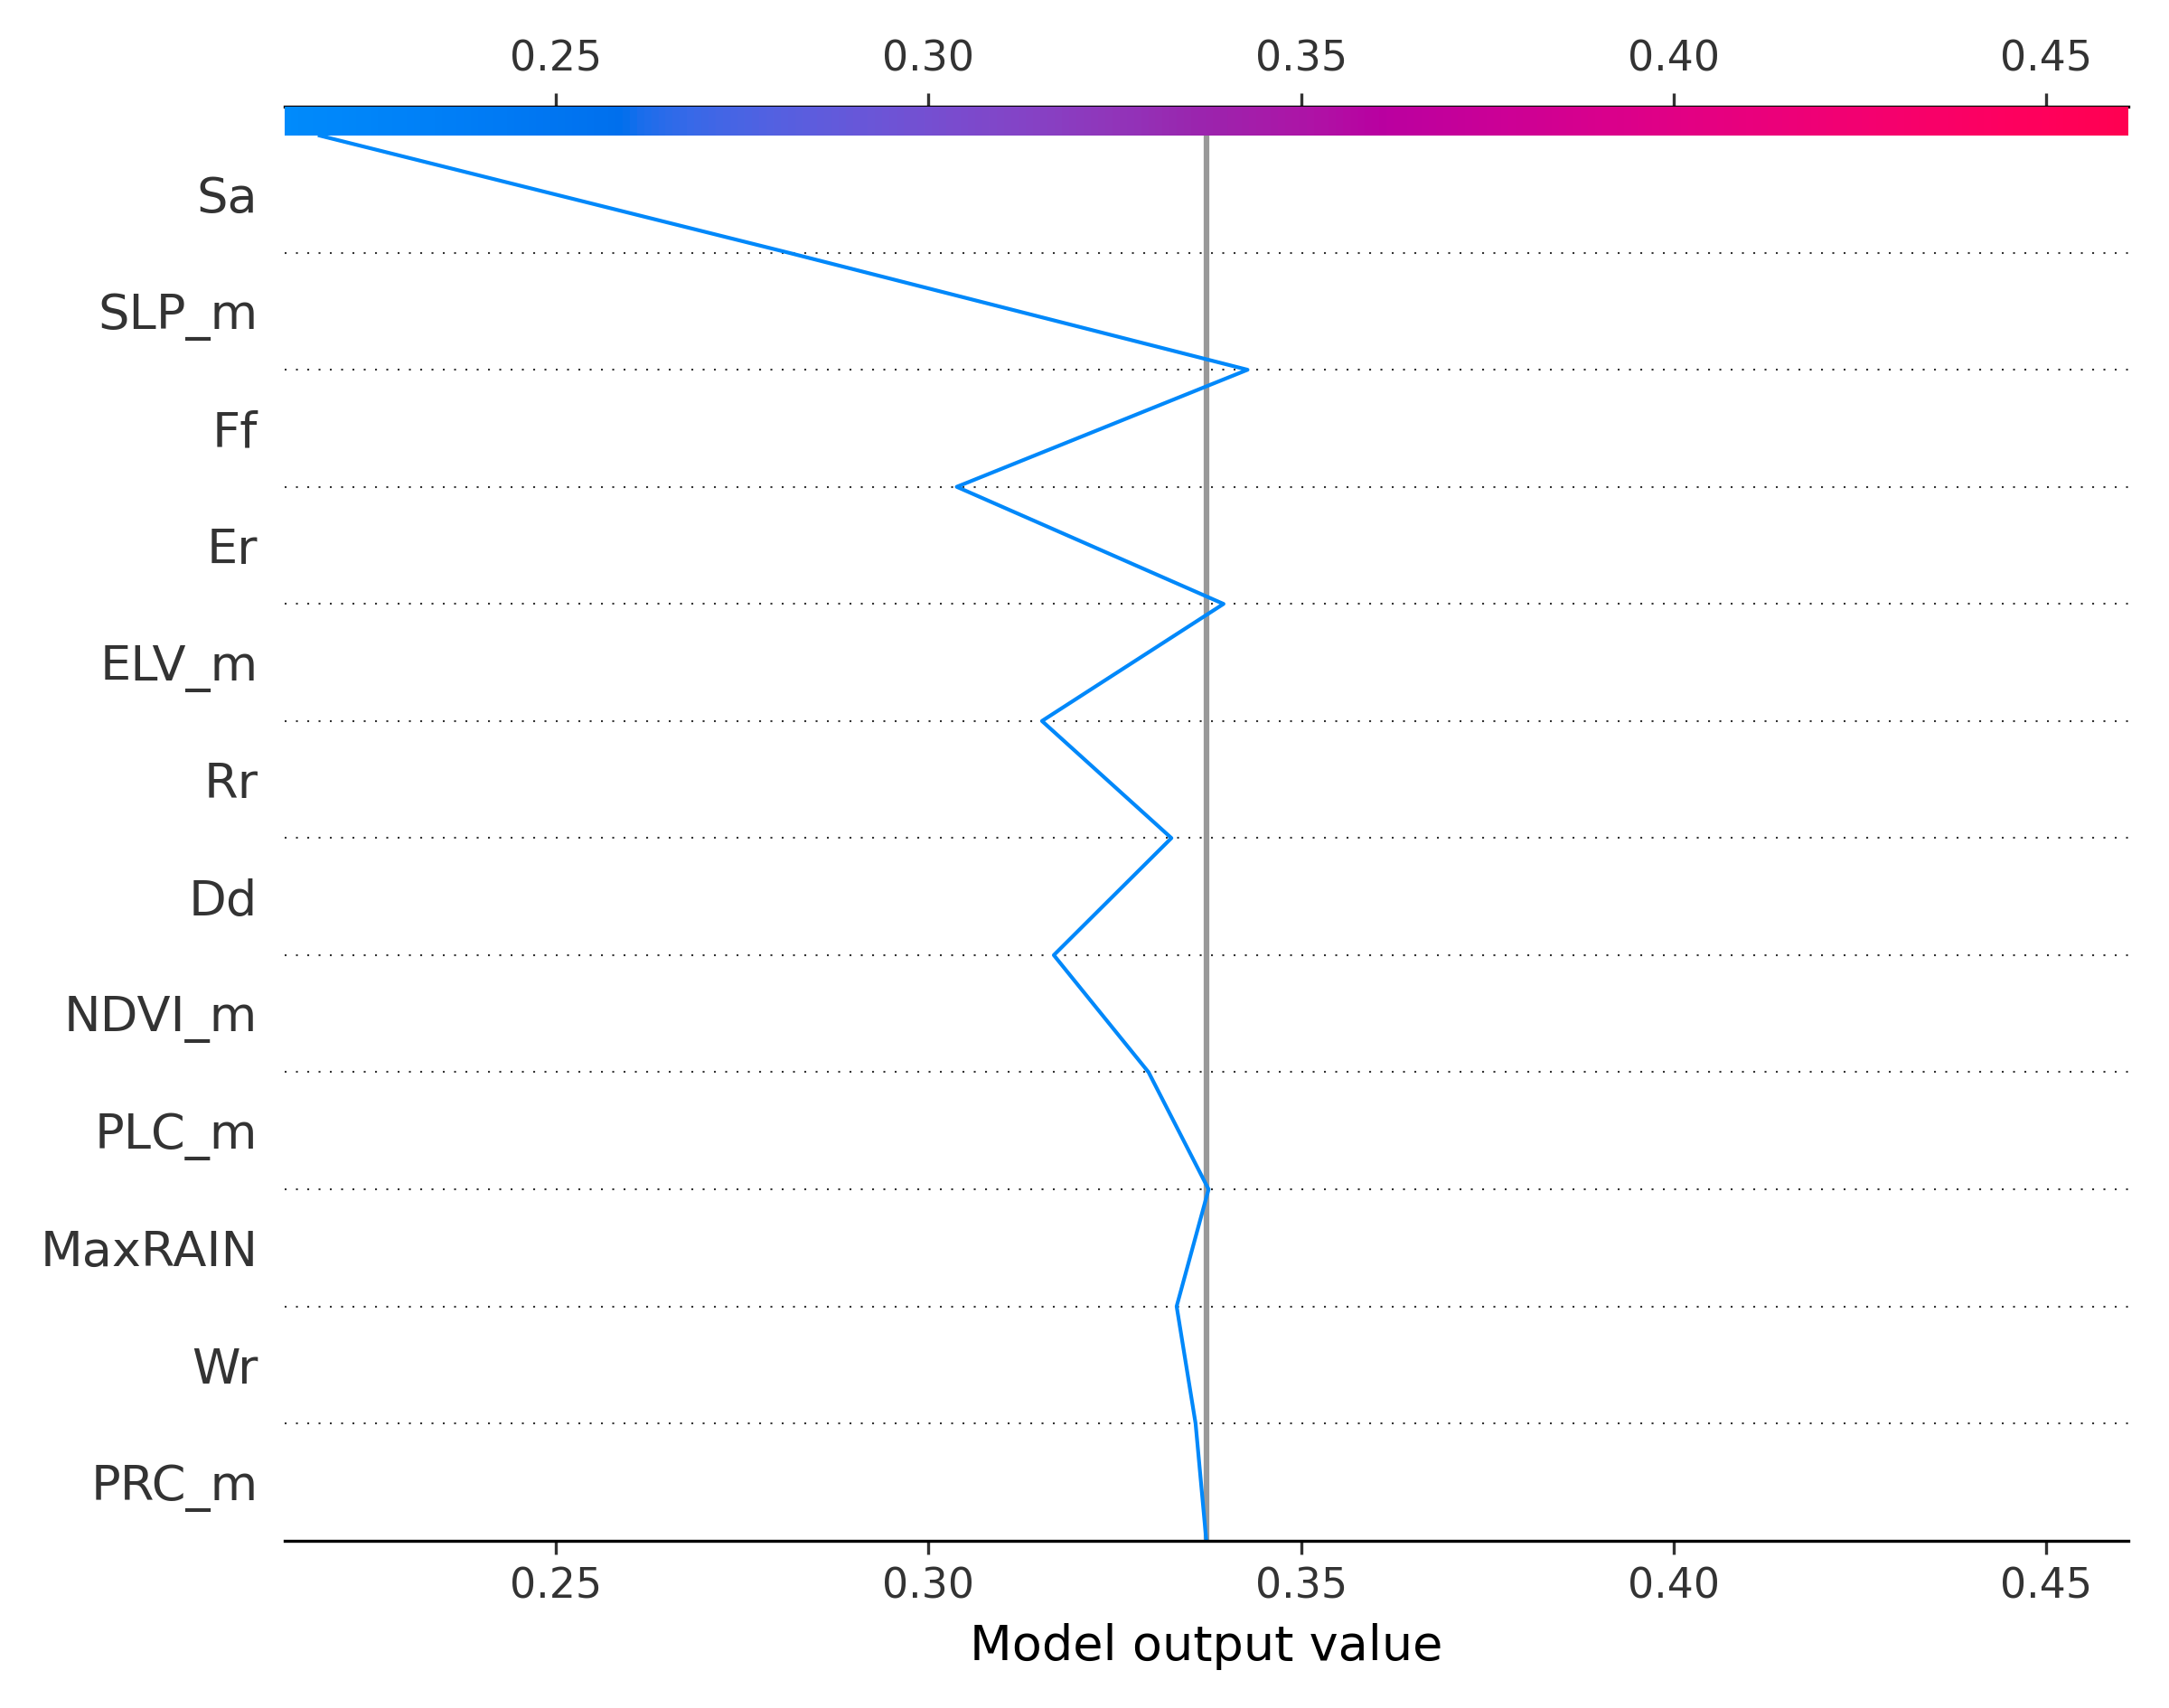 0.25 0.30 0.35 0.40 0.45
Sa
SLP_m
Ff
Er
ELV_m
Rr
Dd
NDVI_m
PLC_m
MaxRAIN
Wr
PRC_m
0.25 0.30 0.35 0.40 0.45
Model output value